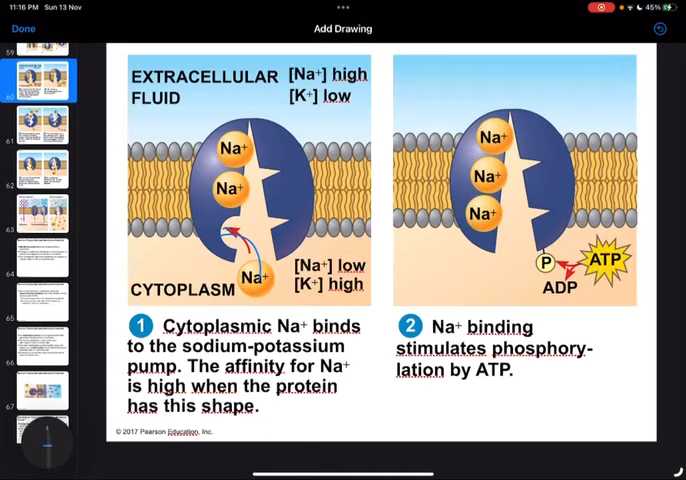 11:16 PM Sun 13 Nov
45%
Done
Add Drawing
59
60
61
62
63
64
65
66
67
EXTRACELLULAR [Na+] high
FLUID [K+] low
Na+
Na+
Na+
[Na+] low
CYTOPLASM [K+] high
Na+
Na+
Na+
P
ATP
ADP
1 Cytoplasmic Na+ binds
to the sodium-potassium
pump. The affinity for Na+
is high when the protein
has this shape.
2 Na+ binding
stimulates phosphory-
lation by ATP.
© 2017 Pearson Education, Inc.